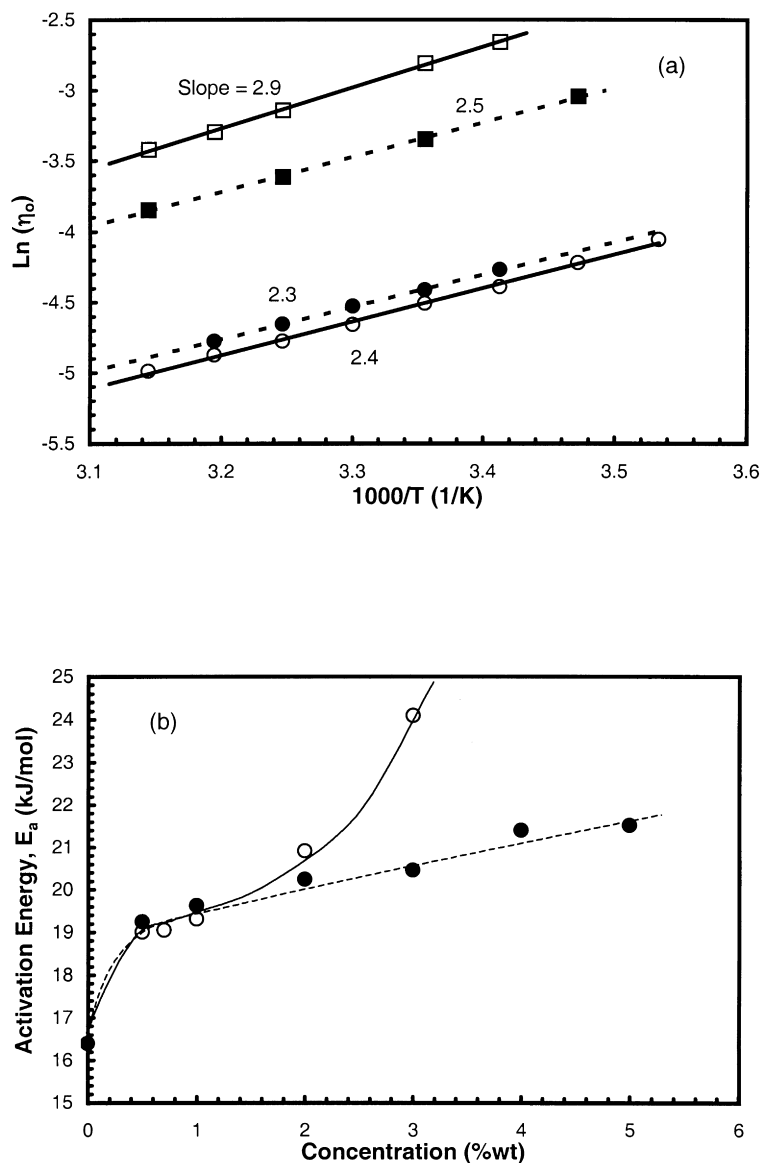 -2.5
(a)
Slope = 2.9
-3
2.5
-3.5
Ln (ηo)
-4
2.3
-4.5
2.4
-5
-5.5
3.1 3.2 3.3 3.4 3.5 3.6
1000/T (1/K)
25
(b)
24
23
22
21
20
19
18
17
16
15
Activation Energy, Ea (kJ/mol)
0 1 2 3 4 5 6
Concentration (%wt)